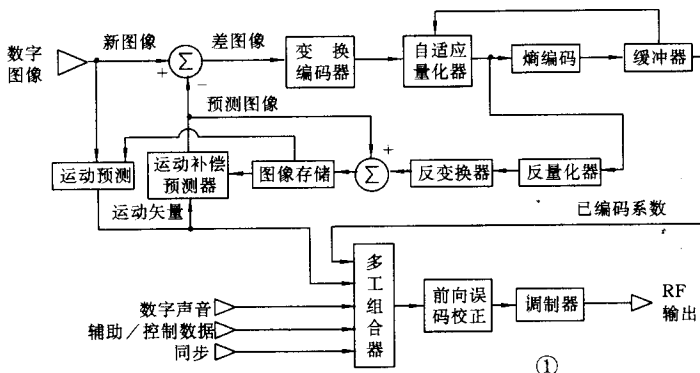 数字
图像
新图像
+
Σ
−
差图像
变换
编码器
自适应
量化器
熵编码
缓冲器
预测图像
运动预测
运动补偿
预测器
图像存储
Σ
+
反变换器
反量化器
运动矢量
已编码系数
数字声音
辅助／控制数据
同步
多工组合器
前向误
码校正
调制器
RF
输出
①